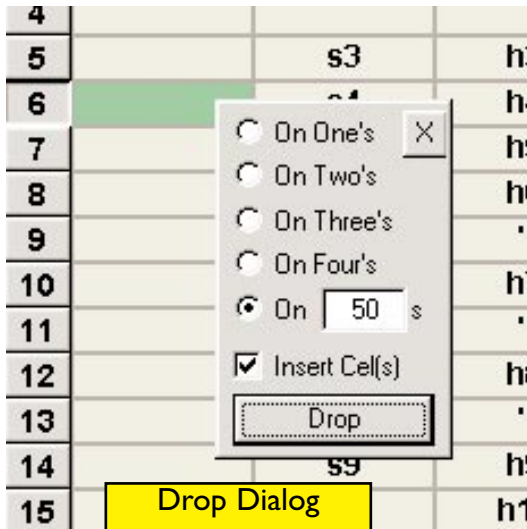 4
5 s3
6
7
8
9
10
11
12
13
14 s9
15
On One's X
On Two's
On Three's
On Four's
On 50 s
Insert Cel(s)
Drop
Drop Dialog